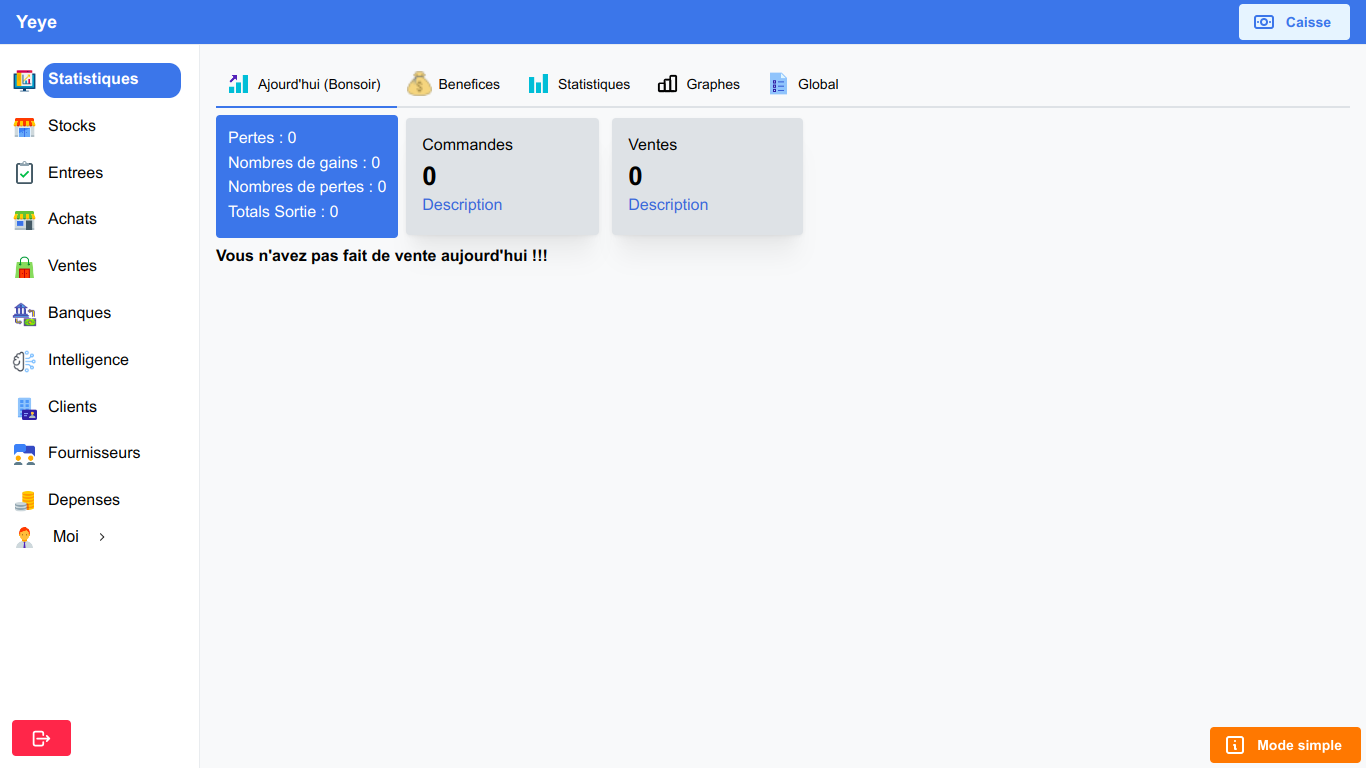 Yeye
Caisse
Statistiques
Stocks
Entrees
Achats
Ventes
Banques
Intelligence
Clients
Fournisseurs
Depenses
Moi
Ajourd'hui (Bonsoir)
Benefices
Statistiques
Graphes
Global
Pertes : 0
Nombres de gains : 0
Nombres de pertes : 0
Totals Sortie : 0
Commandes
0
Description
Ventes
0
Description
Vous n'avez pas fait de vente aujourd'hui !!!
Mode simple